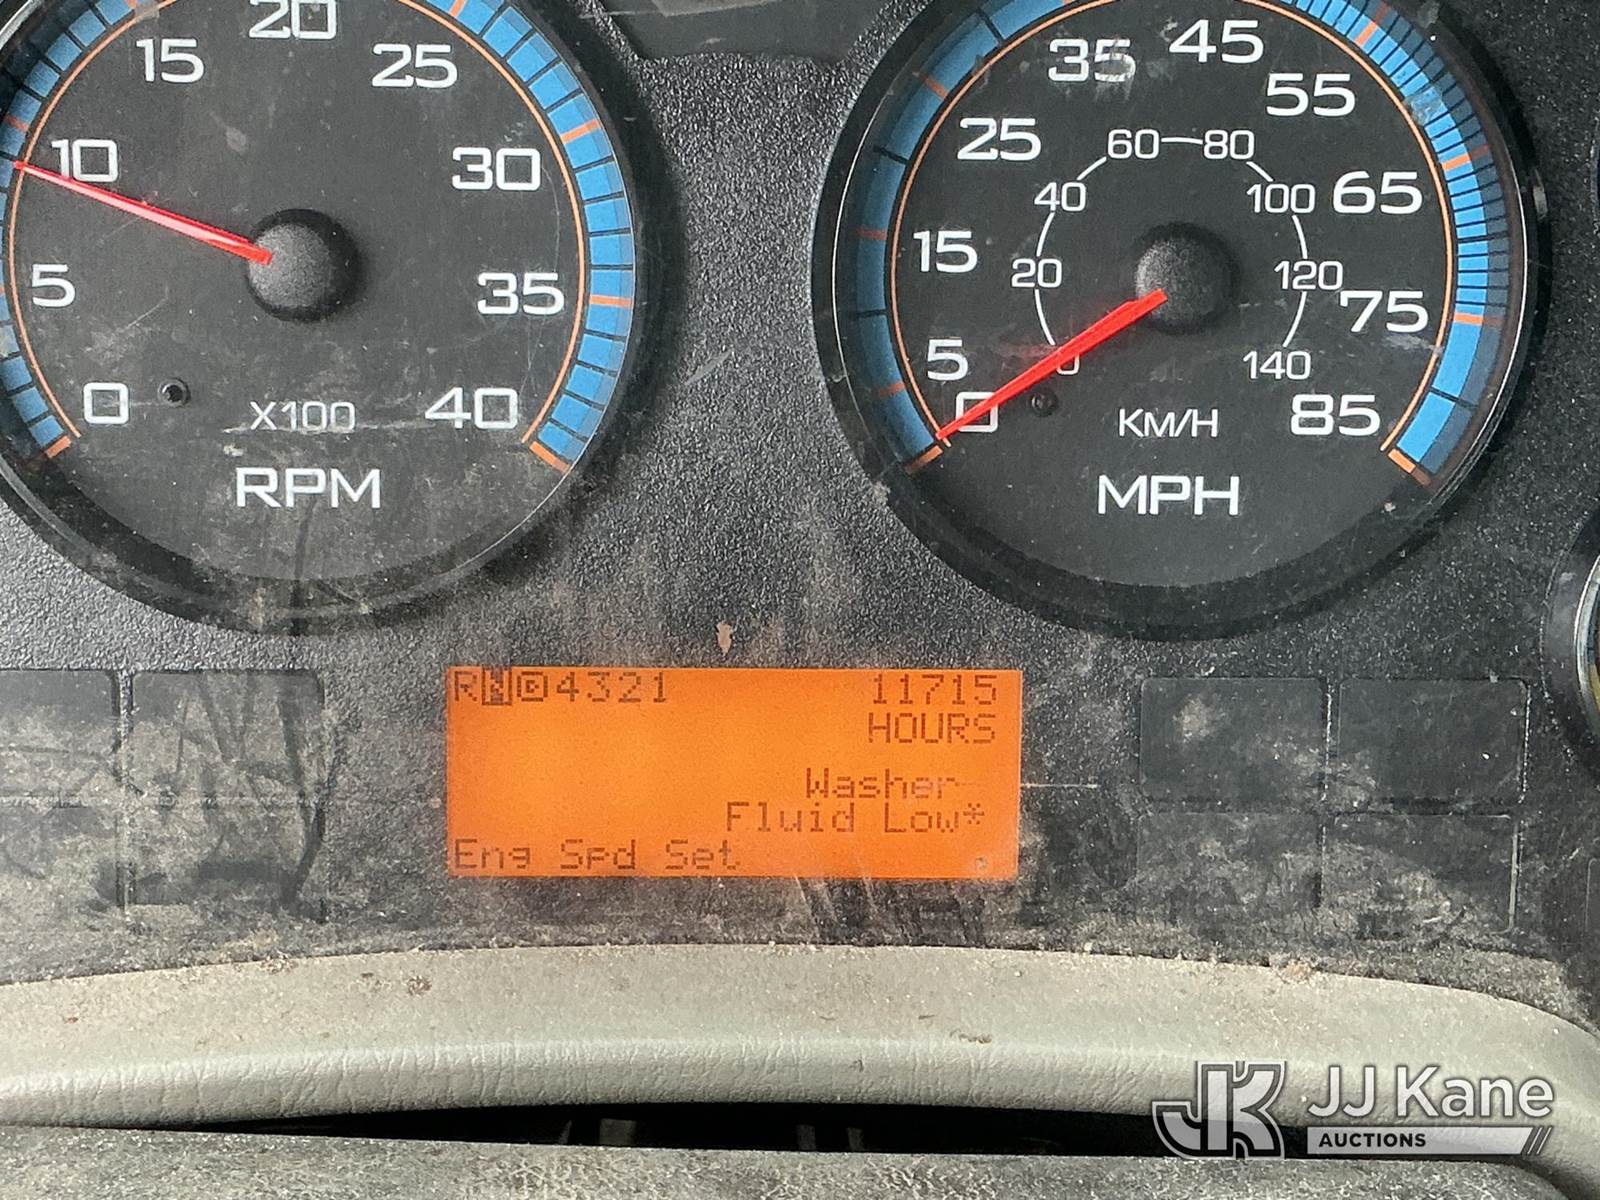 0 5 10 15 20 25 30 35 40
X100
RPM
0 5 15 25 35 45 55 65 75 85
0 20 40 60 80 100 120 140
KM/H
MPH
RND4321 11715
HOURS
Washer
Fluid Low*
Eng Spd Set
JK JJ Kane
AUCTIONS